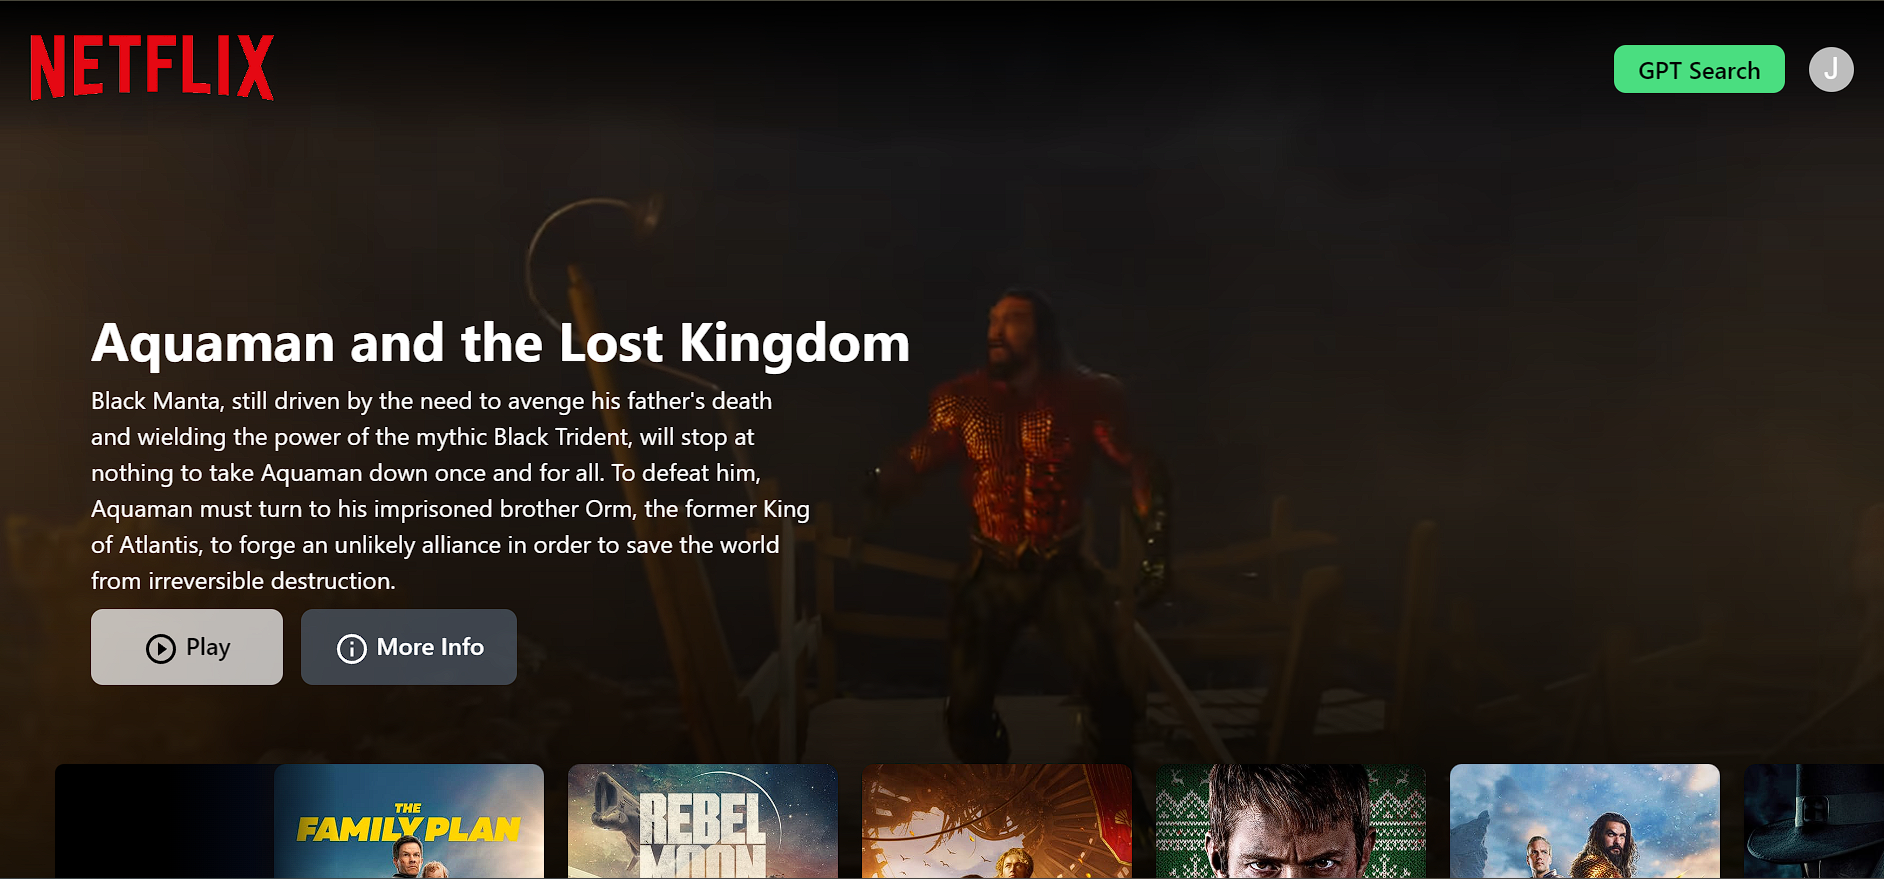 NETFLIX
GPT Search
J
Aquaman and the Lost Kingdom
Black Manta, still driven by the need to avenge his father's death
and wielding the power of the mythic Black Trident, will stop at
nothing to take Aquaman down once and for all. To defeat him,
Aquaman must turn to his imprisoned brother Orm, the former King
of Atlantis, to forge an unlikely alliance in order to save the world
from irreversible destruction.
Play
More Info
THE
FAMILY PLAN
REBEL
MOON